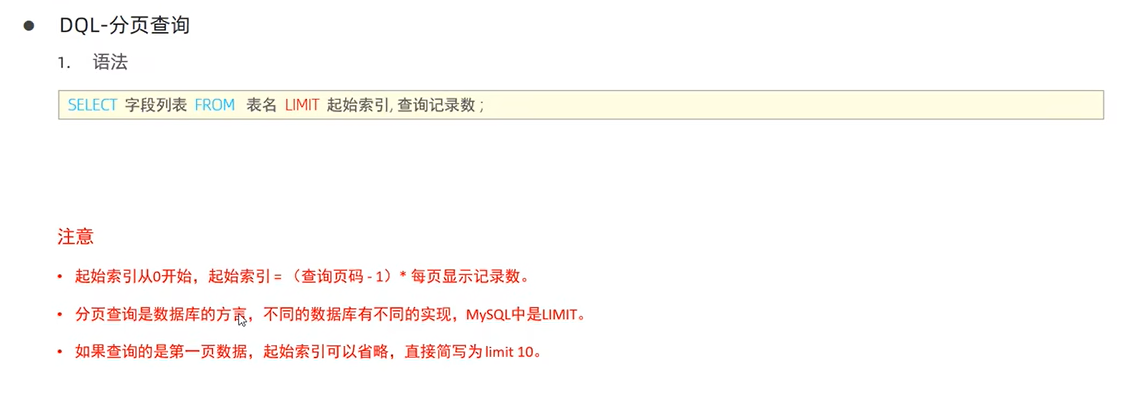 ● DQL-分页查询
1. 语法
SELECT 字段列表 FROM 表名 LIMIT 起始索引, 查询记录数 ;
注意
• 起始索引从0开始，起始索引 = （查询页码 - 1）* 每页显示记录数。
• 分页查询是数据库的方言，不同的数据库有不同的实现，MySQL中是LIMIT。
• 如果查询的是第一页数据，起始索引可以省略，直接简写为 limit 10。